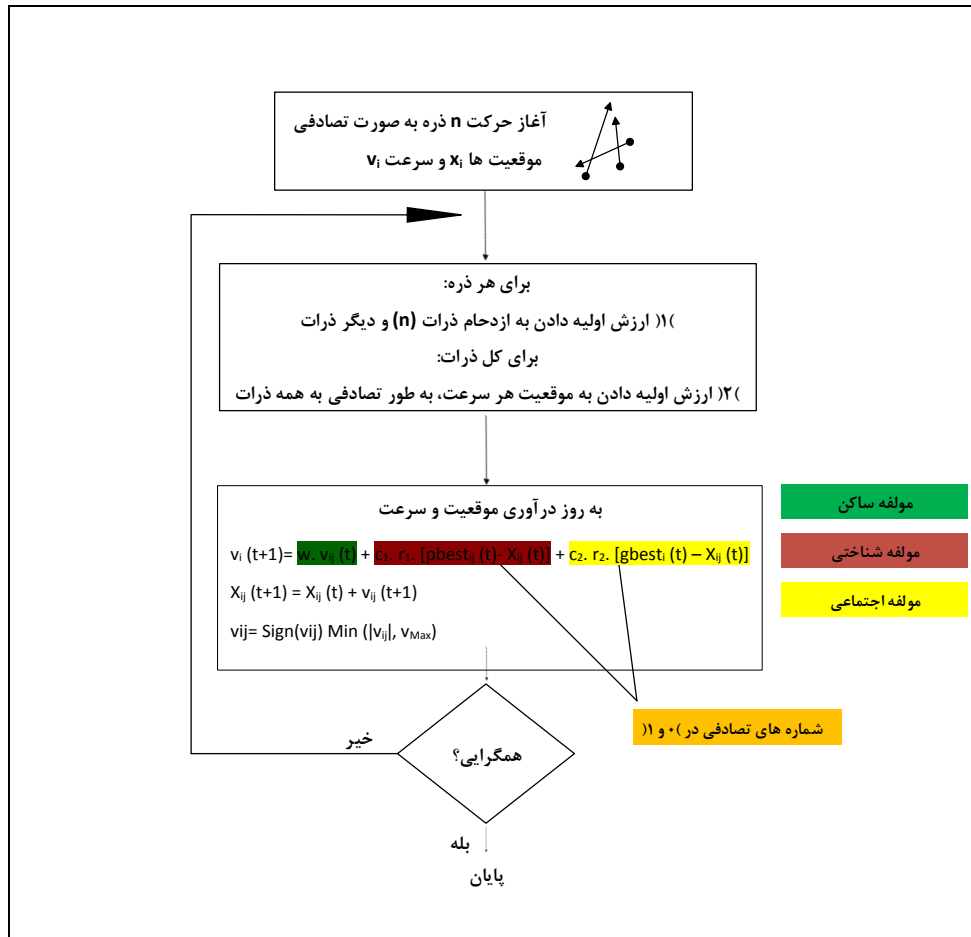 آغاز حرکت n ذره به صورت تصادفی
موقعیت ها xᵢ و سرعت vᵢ
برای هر ذره:
)۱( ارزش اولیه دادن به ازدحام ذرات (n) و دیگر ذرات
برای کل ذرات:
)۲( ارزش اولیه دادن به موقعیت هر سرعت، به طور تصادفی به همه ذرات
به روز درآوری موقعیت و سرعت
vᵢ (t+1)= w. vᵢⱼ (t) + c₁. r₁. [pbestᵢⱼ (t)- Xᵢⱼ (t)] + c₂. r₂. [gbestᵢ (t) – Xᵢⱼ (t)]
Xᵢⱼ (t+1) = Xᵢⱼ (t) + vᵢⱼ (t+1)
vij= Sign(vij) Min (|vᵢⱼ|, v_Max)
مولفه ساکن
مولفه شناختی
مولفه اجتماعی
شماره های تصادفی در )۰ و ۱(
همگرایی؟
خیر
بله
پایان